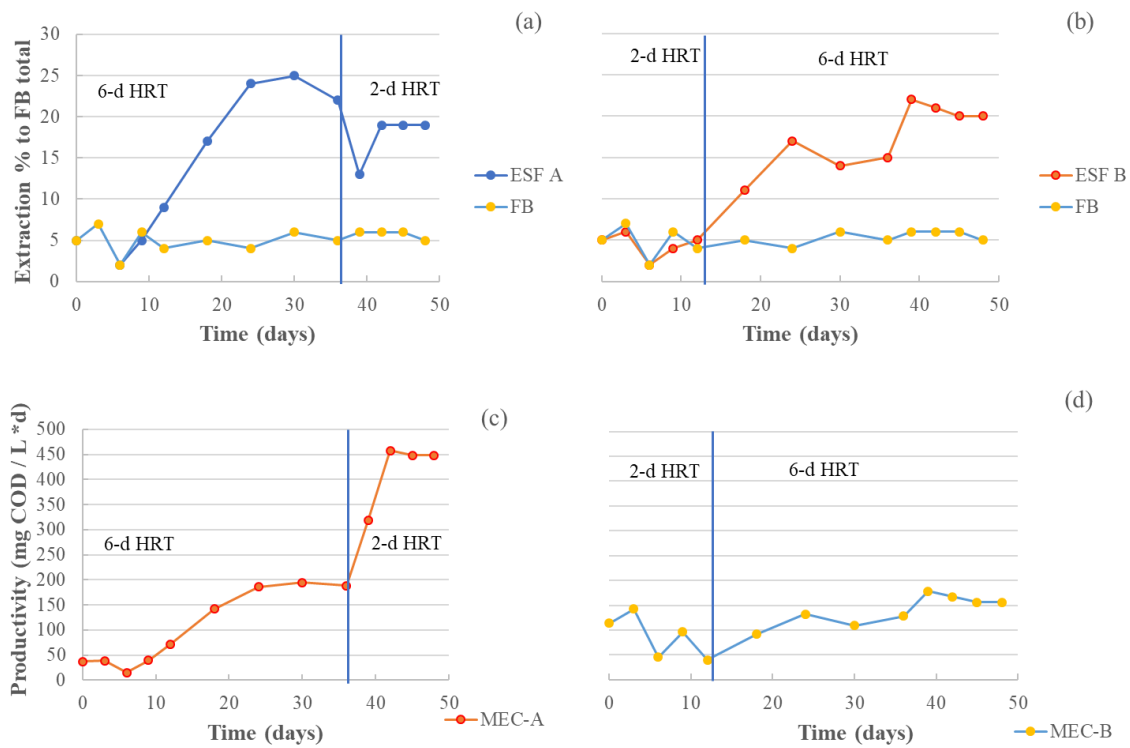 (a)
Extraction % to FB total
30
25
20
15
10
5
0
6-d HRT
2-d HRT
0 10 20 30 40 50
Time (days)
ESF A
FB
(b)
2-d HRT
6-d HRT
0 10 20 30 40 50
Time (days)
ESF B
FB
(c)
Productivity (mg COD / L *d)
500
450
400
350
300
250
200
150
100
50
0
6-d HRT
2-d HRT
0 10 20 30 40 50
Time (days)
MEC-A
(d)
2-d HRT
6-d HRT
0 10 20 30 40 50
Time (days)
MEC-B